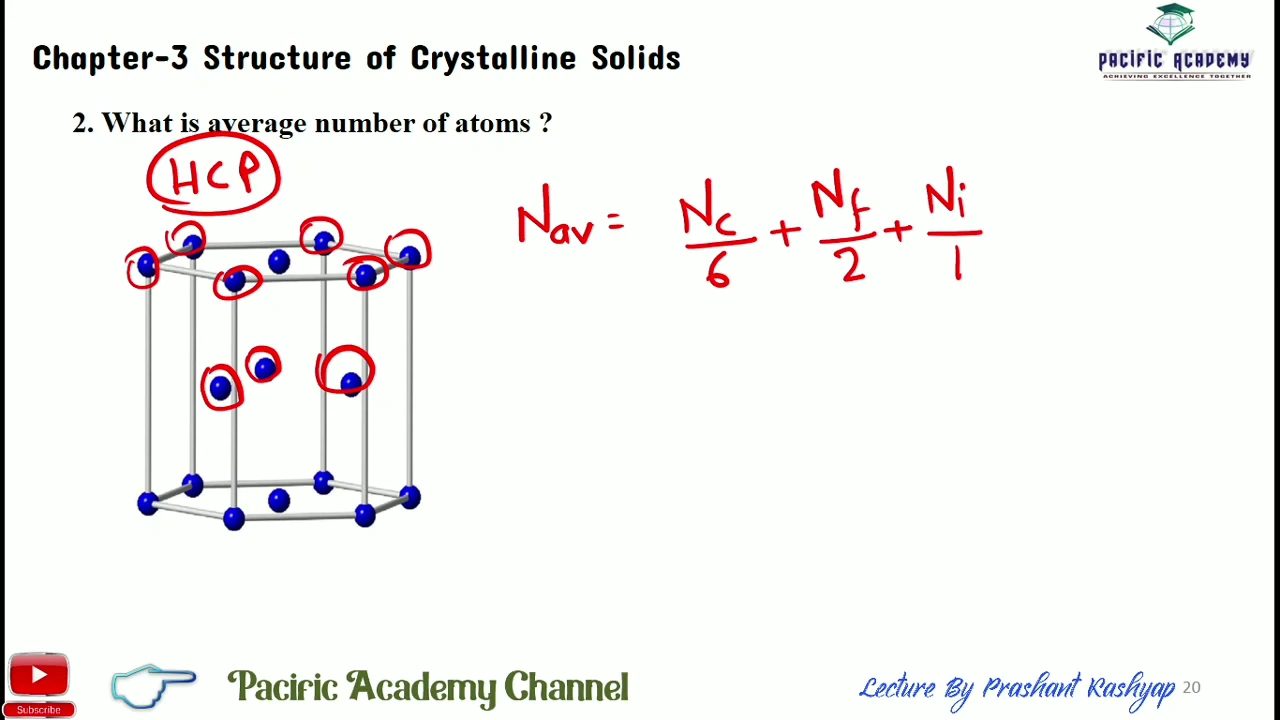 PACIFIC ACADEMY
ACHIEVING EXCELLENCE TOGETHER
Chapter-3 Structure of Crystalline Solids
2. What is average number of atoms ?
HCP
Nav = Nc/6 + Nf/2 + Ni/1
Subscribe
Pacific Academy Channel
Lecture By Prashant Kashyap 20